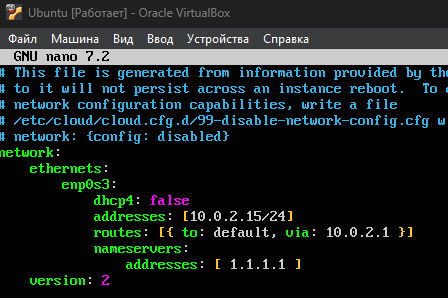 Ubuntu [Работает] - Oracle VirtualBox
Файл Машина Вид Ввод Устройства Справка
GNU nano 7.2
# This file is generated from information provided by the
# to it will not persist across an instance reboot. To
# network configuration capabilities, write a file
# /etc/cloud/cloud.cfg.d/99-disable-network-config.cfg w
# network: {config: disabled}
network:
ethernets:
enp0s3:
dhcp4: false
addresses: [10.0.2.15/24]
routes: [{ to: default, via: 10.0.2.1 }]
nameservers:
addresses: [ 1.1.1.1 ]
version: 2